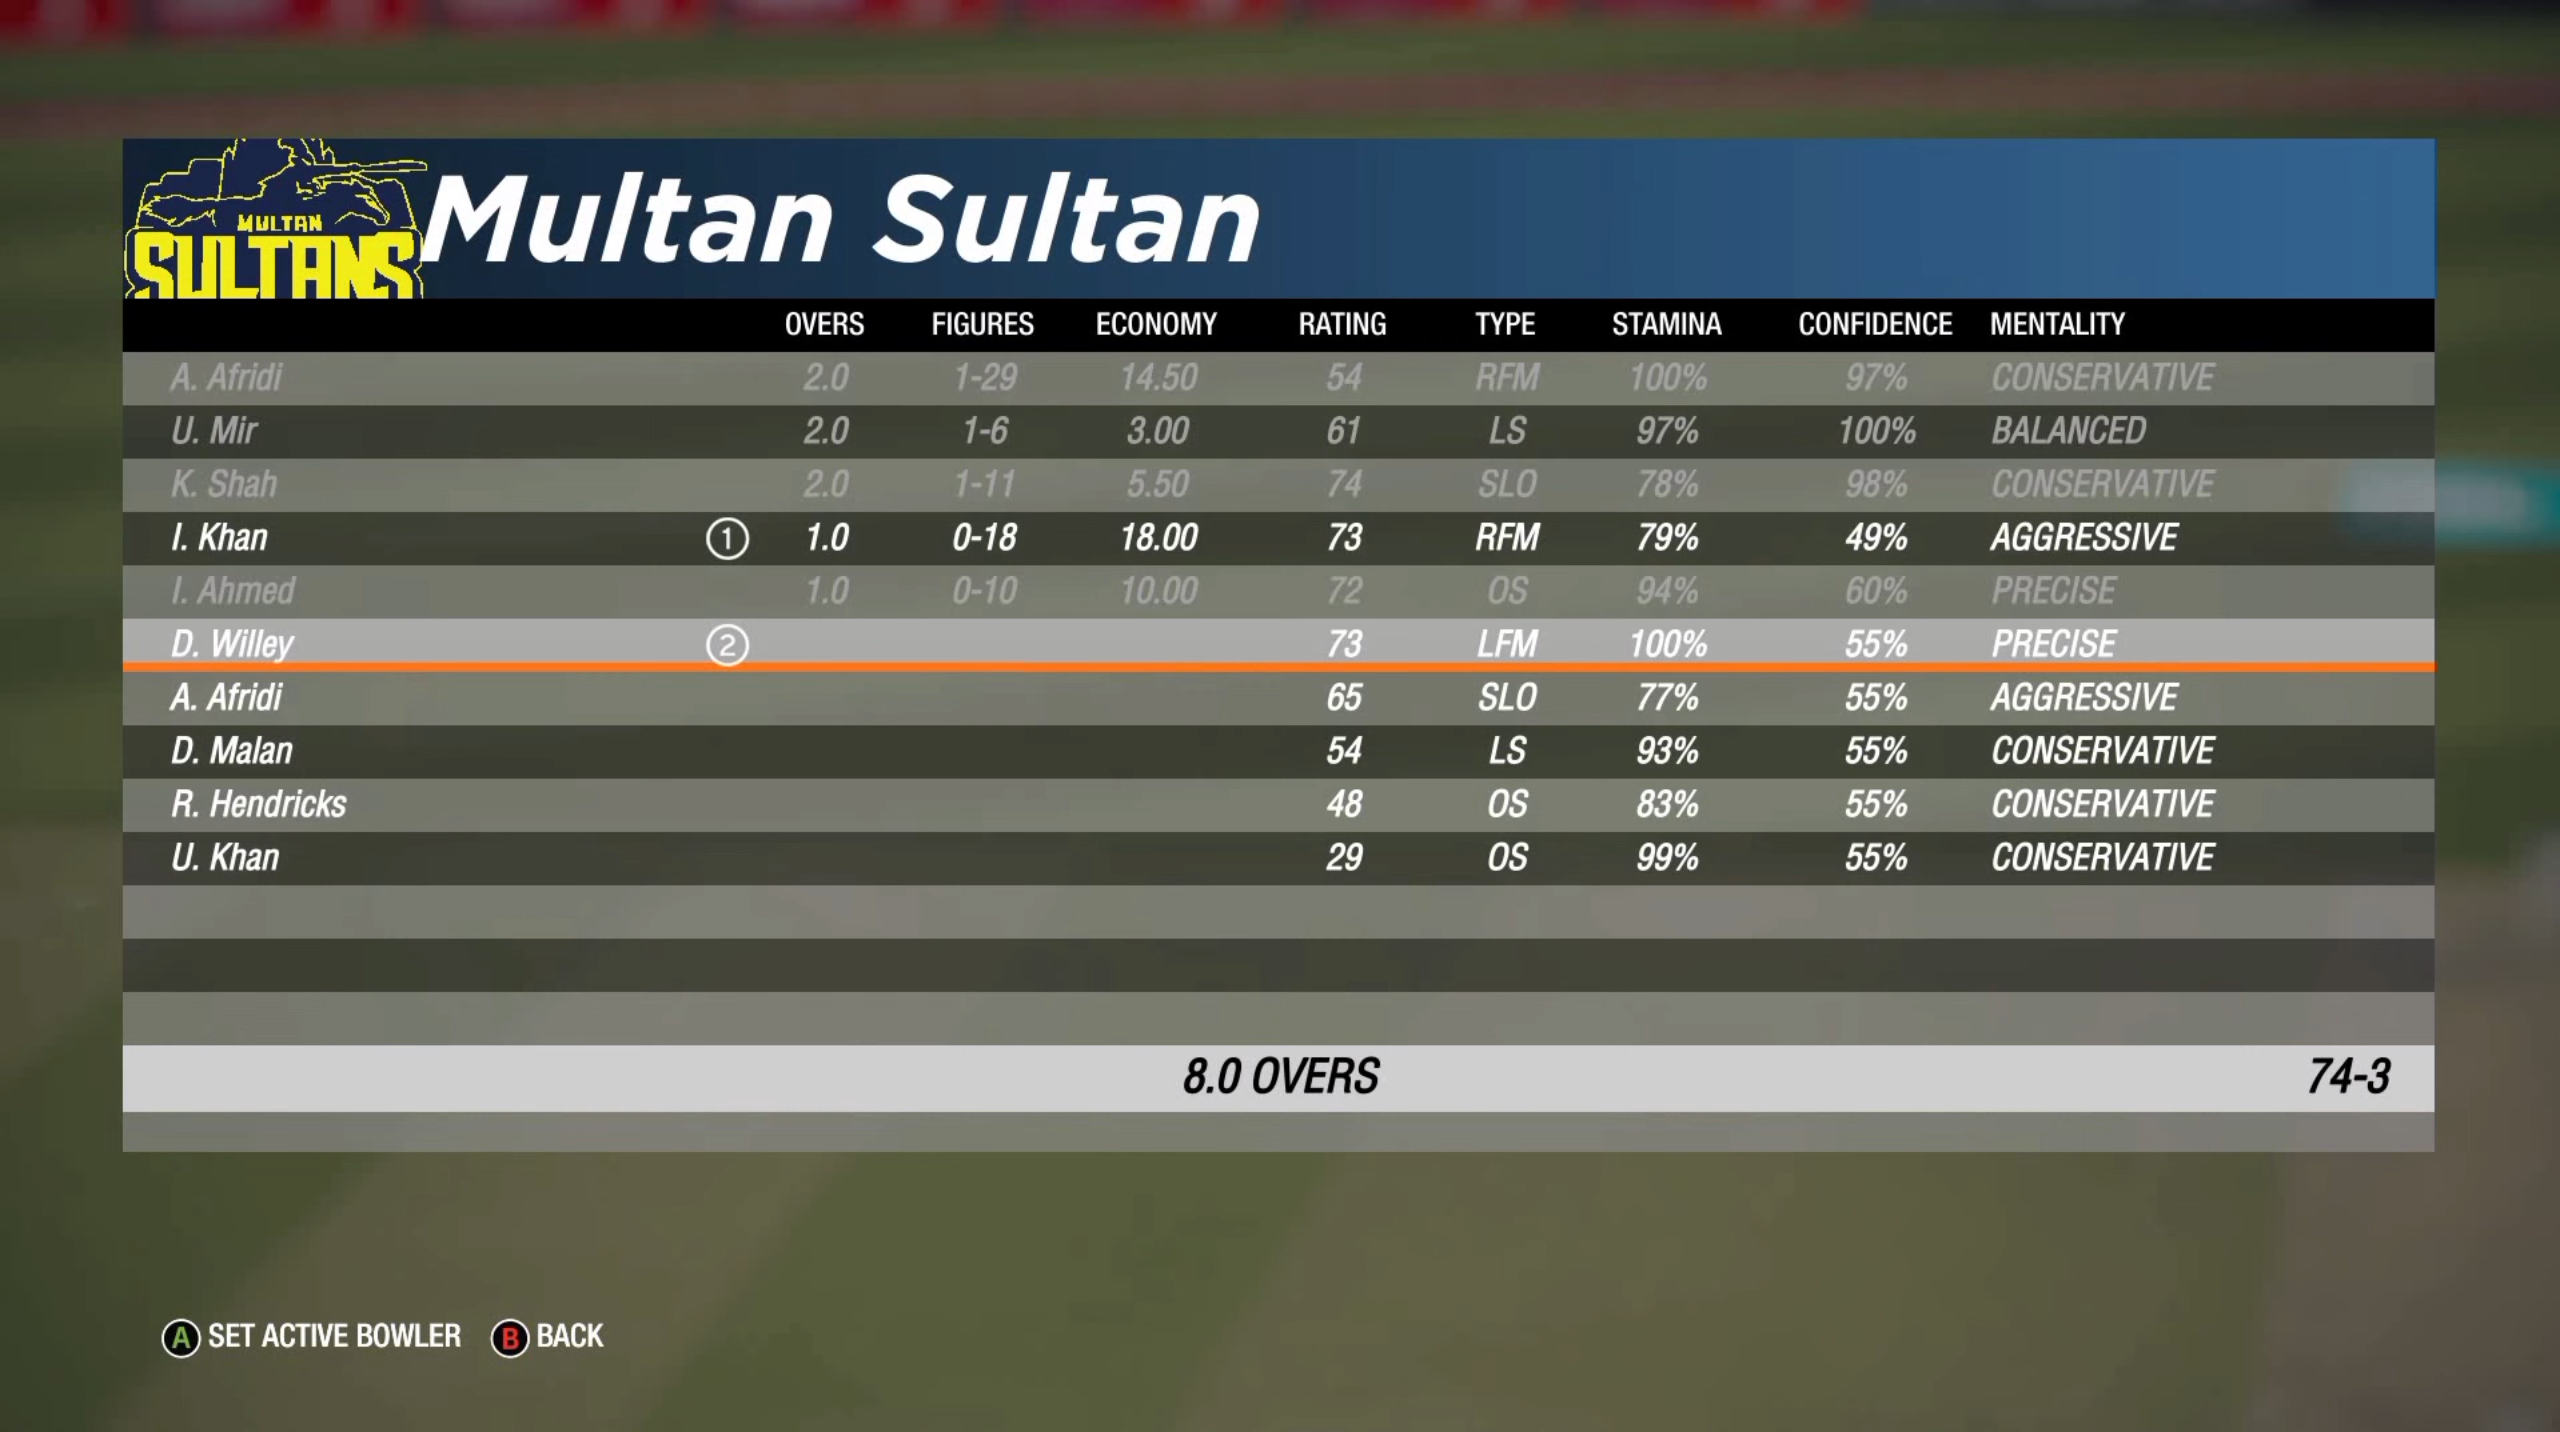 MULTAN
SULTANS
Multan Sultan
OVERS FIGURES ECONOMY RATING TYPE STAMINA CONFIDENCE MENTALITY
A. Afridi 2.0 1-29 14.50 54 RFM 100% 97% CONSERVATIVE
U. Mir 2.0 1-6 3.00 61 LS 97% 100% BALANCED
K. Shah 2.0 1-11 5.50 74 SLO 78% 98% CONSERVATIVE
I. Khan 1 1.0 0-18 18.00 73 RFM 79% 49% AGGRESSIVE
I. Ahmed 1.0 0-10 10.00 72 OS 94% 60% PRECISE
D. Willey 2 73 LFM 100% 55% PRECISE
A. Afridi 65 SLO 77% 55% AGGRESSIVE
D. Malan 54 LS 93% 55% CONSERVATIVE
R. Hendricks 48 OS 83% 55% CONSERVATIVE
U. Khan 29 OS 99% 55% CONSERVATIVE
8.0 OVERS 74-3
A SET ACTIVE BOWLER B BACK